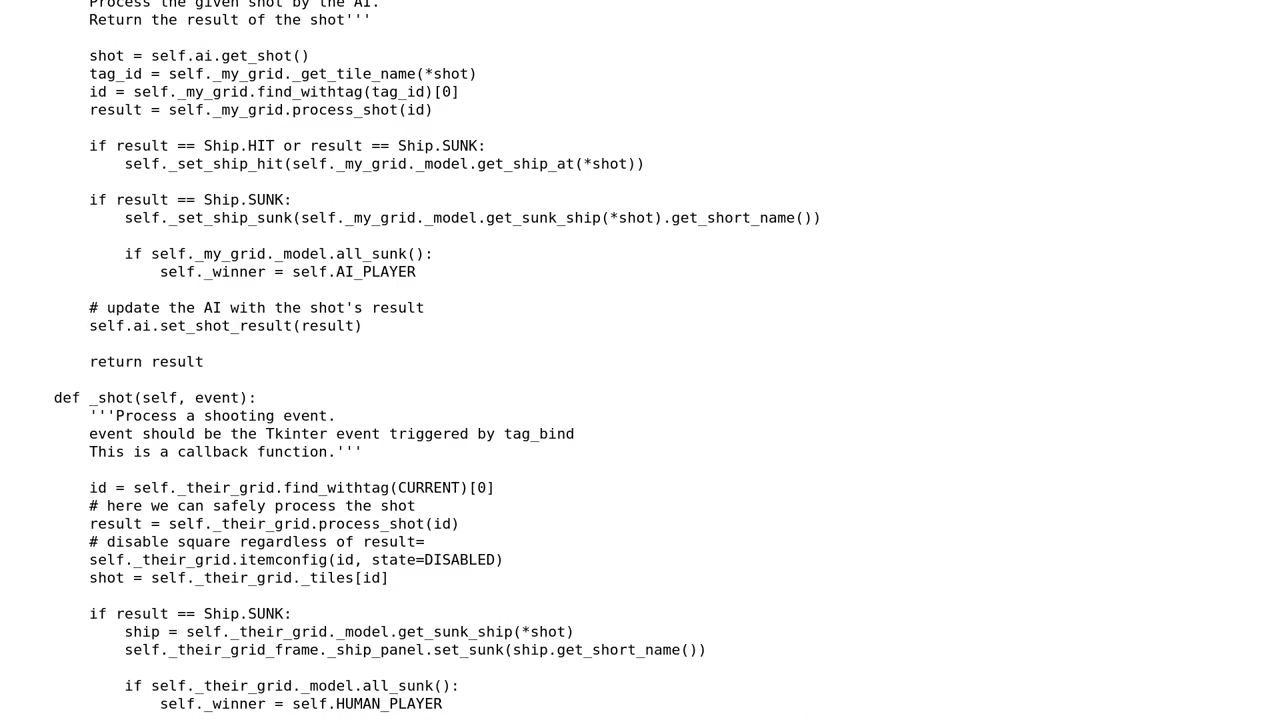 Process the given shot by the AI.
Return the result of the shot'''
shot = self.ai.get_shot()
tag_id = self._my_grid._get_tile_name(*shot)
id = self._my_grid.find_withtag(tag_id)[0]
result = self._my_grid.process_shot(id)
if result == Ship.HIT or result == Ship.SUNK:
self._set_ship_hit(self._my_grid._model.get_ship_at(*shot))
if result == Ship.SUNK:
self._set_ship_sunk(self._my_grid._model.get_sunk_ship(*shot).get_short_name())
if self._my_grid._model.all_sunk():
self._winner = self.AI_PLAYER
# update the AI with the shot's result
self.ai.set_shot_result(result)
return result
def _shot(self, event):
'''Process a shooting event.
event should be the Tkinter event triggered by tag_bind
This is a callback function.'''
id = self._their_grid.find_withtag(CURRENT)[0]
# here we can safely process the shot
result = self._their_grid.process_shot(id)
# disable square regardless of result=
self._their_grid.itemconfig(id, state=DISABLED)
shot = self._their_grid._tiles[id]
if result == Ship.SUNK:
ship = self._their_grid._model.get_sunk_ship(*shot)
self._their_grid_frame._ship_panel.set_sunk(ship.get_short_name())
if self._their_grid._model.all_sunk():
self._winner = self.HUMAN_PLAYER